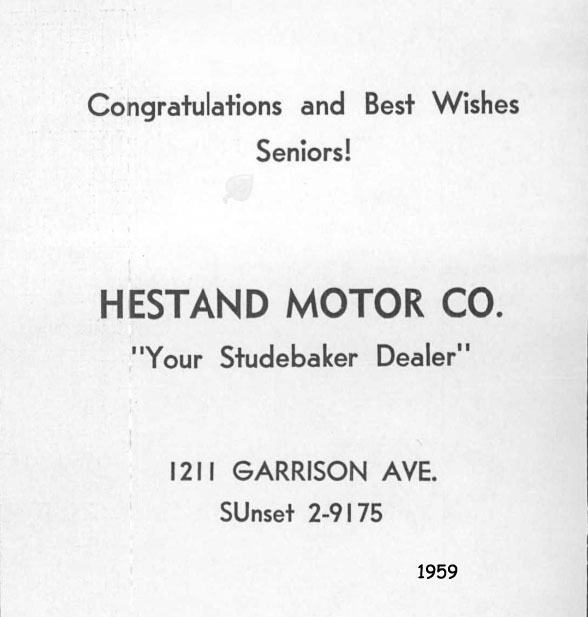 Congratulations and Best Wishes
Seniors!
HESTAND MOTOR CO.
"Your Studebaker Dealer"
1211 GARRISON AVE.
SUnset 2-9175
1959